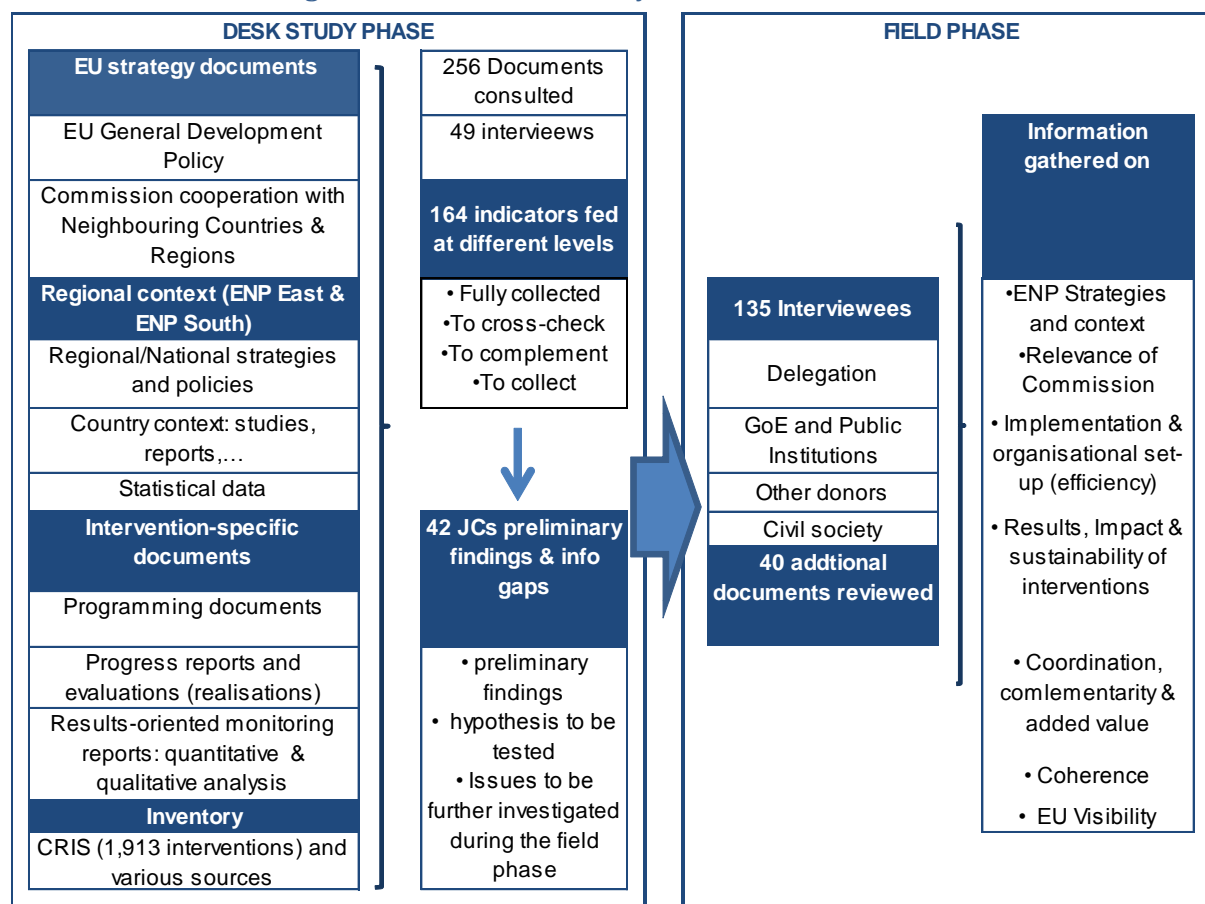 DESK STUDY PHASE
EU strategy documents
EU General Development
Policy
Commission cooperation with
Neighbouring Countries &
Regions
Regional context (ENP East &
ENP South)
Regional/National strategies
and policies
Country context: studies,
reports,…
Statistical data
Intervention-specific
documents
Programming documents
Progress reports and
evaluations (realisations)
Results-oriented monitoring
reports: quantitative &
qualitative analysis
Inventory
CRIS (1,913 interventions) and
various sources
256 Documents
consulted
49 intervieews
164 indicators fed
at different levels
• Fully collected
•To cross-check
•To complement
•To collect
42 JCs preliminary
findings & info
gaps
• preliminary
findings
• hypothesis to be
tested
• Issues to be
further investigated
during the field
phase
FIELD PHASE
135 Interviewees
Delegation
GoE and Public
Institutions
Other donors
Civil society
40 addtional
documents reviewed
Information
gathered on
•ENP Strategies
and context
•Relevance of
Commission
• Implementation &
organisational set-
up (efficiency)
• Results, Impact &
sustainability of
interventions
• Coordination,
comlementarity &
added value
• Coherence
• EU Visibility